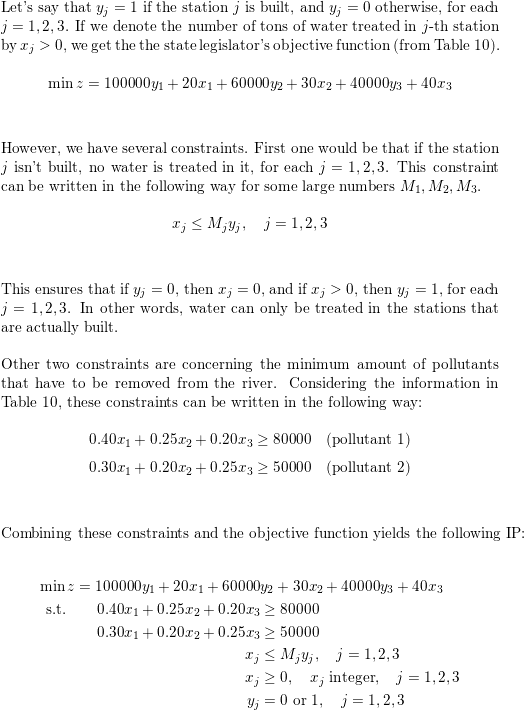 Let's say that y_j = 1 if the station j is built, and y_j = 0 otherwise, for each
j = 1, 2, 3. If we denote the number of tons of water treated in j-th station
by x_j > 0, we get the the state legislator's objective function (from Table 10).
min z = 100000y_1 + 20x_1 + 60000y_2 + 30x_2 + 40000y_3 + 40x_3
However, we have several constraints. First one would be that if the station
j isn't built, no water is treated in it, for each j = 1, 2, 3. This constraint
can be written in the following way for some large numbers M_1, M_2, M_3.
x_j ≤ M_j y_j, j = 1, 2, 3
This ensures that if y_j = 0, then x_j = 0, and if x_j > 0, then y_j = 1, for each
j = 1, 2, 3. In other words, water can only be treated in the stations that
are actually built.
Other two constraints are concerning the minimum amount of pollutants
that have to be removed from the river. Considering the information in
Table 10, these constraints can be written in the following way:
0.40x_1 + 0.25x_2 + 0.20x_3 ≥ 80000 (pollutant 1)
0.30x_1 + 0.20x_2 + 0.25x_3 ≥ 50000 (pollutant 2)
Combining these constraints and the objective function yields the following IP:
min z = 100000y_1 + 20x_1 + 60000y_2 + 30x_2 + 40000y_3 + 40x_3
s.t. 0.40x_1 + 0.25x_2 + 0.20x_3 ≥ 80000
0.30x_1 + 0.20x_2 + 0.25x_3 ≥ 50000
x_j ≤ M_j y_j, j = 1, 2, 3
x_j ≥ 0, x_j integer, j = 1, 2, 3
y_j = 0 or 1, j = 1, 2, 3